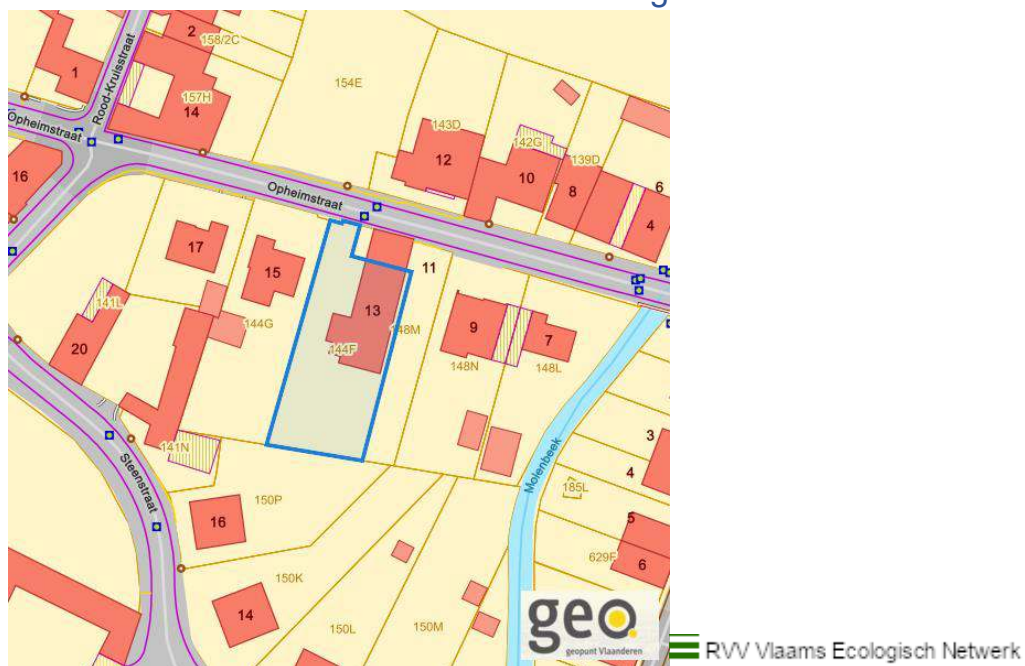 g
2
158/2C
154E
1
Rood-Kruisstraat
157H
14
Opheimstraat
143D
142G
12
139D
16
10
8
6
Opheimstraat
4
17
11
15
141L
13
144G
9
148M
7
20
144F
148N
148L
3
141N
4
Molenbeek
Steenstraat
185L
150P
16
5
629F
6
150K
14
150L
150M
geo
geopunt Vlaanderen
RVV Vlaams Ecologisch Netwerk